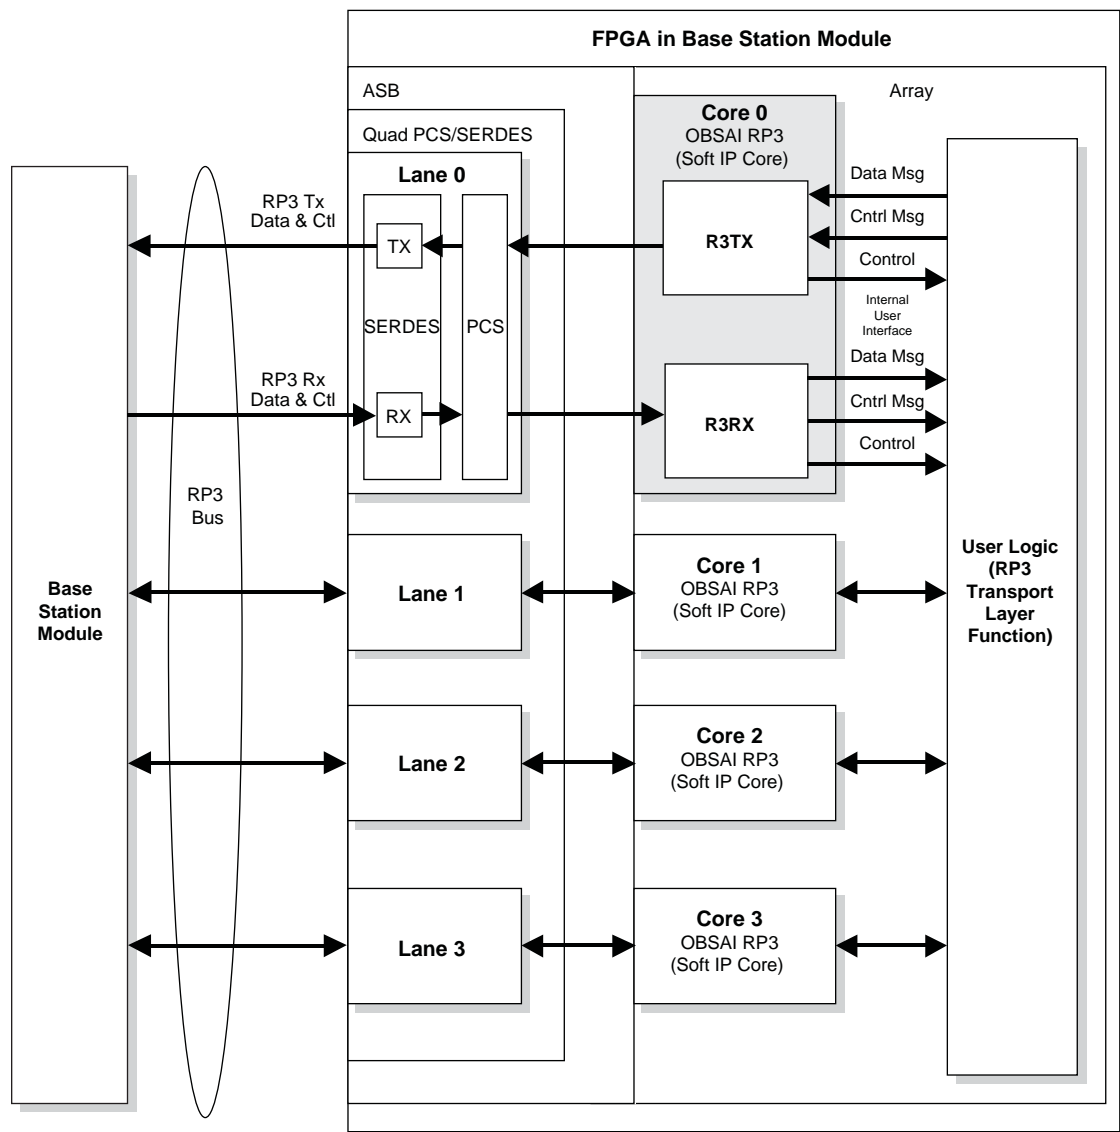 FPGA in Base Station Module
ASB
Array
Quad PCS/SERDES
Core 0
OBSAI RP3
(Soft IP Core)
Lane 0
RP3 Tx
Data & Ctl
TX
SERDES
PCS
RX
R3TX
Data Msg
Cntrl Msg
Control
Internal
User
Interface
RP3 Rx
Data & Ctl
R3RX
Data Msg
Cntrl Msg
Control
RP3
Bus
Base
Station
Module
Lane 1
Core 1
OBSAI RP3
(Soft IP Core)
User Logic
(RP3
Transport
Layer
Function)
Lane 2
Core 2
OBSAI RP3
(Soft IP Core)
Lane 3
Core 3
OBSAI RP3
(Soft IP Core)